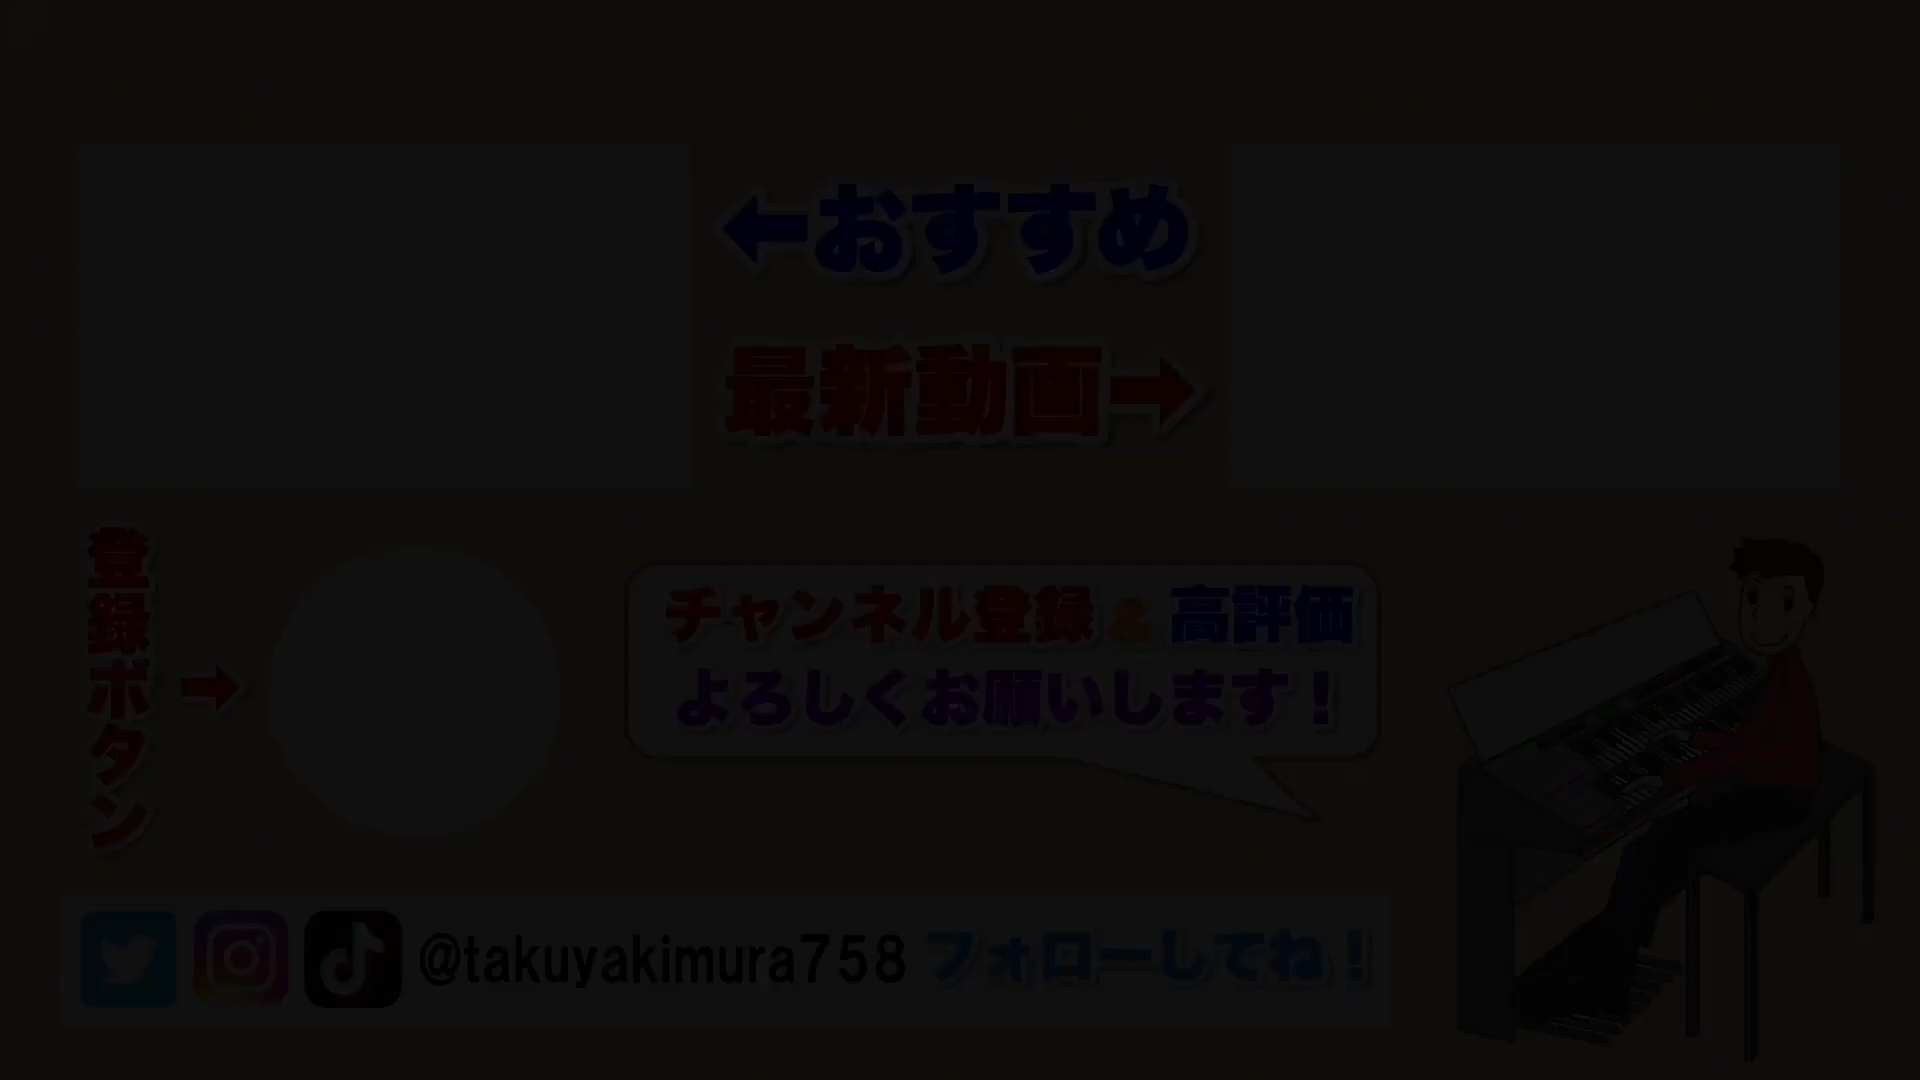 ←おすすめ
最新動画→
登録ボタン
→
チャンネル登録&高評価
よろしくお願いします!
@takuyakimura758 フォローしてね!